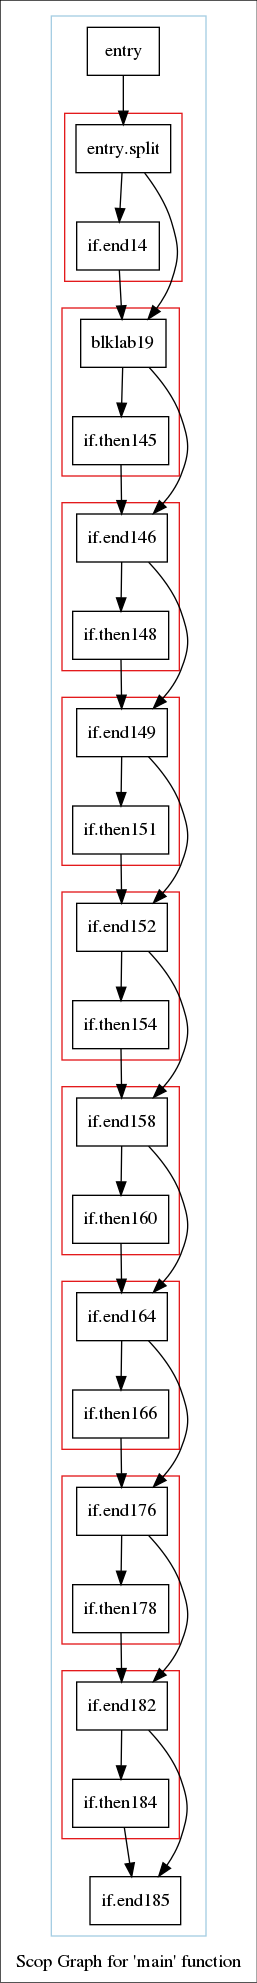 entry
entry.split
if.end14
blklab19
if.then145
if.end146
if.then148
if.end149
if.then151
if.end152
if.then154
if.end158
if.then160
if.end164
if.then166
if.end176
if.then178
if.end182
if.then184
if.end185
Scop Graph for 'main' function